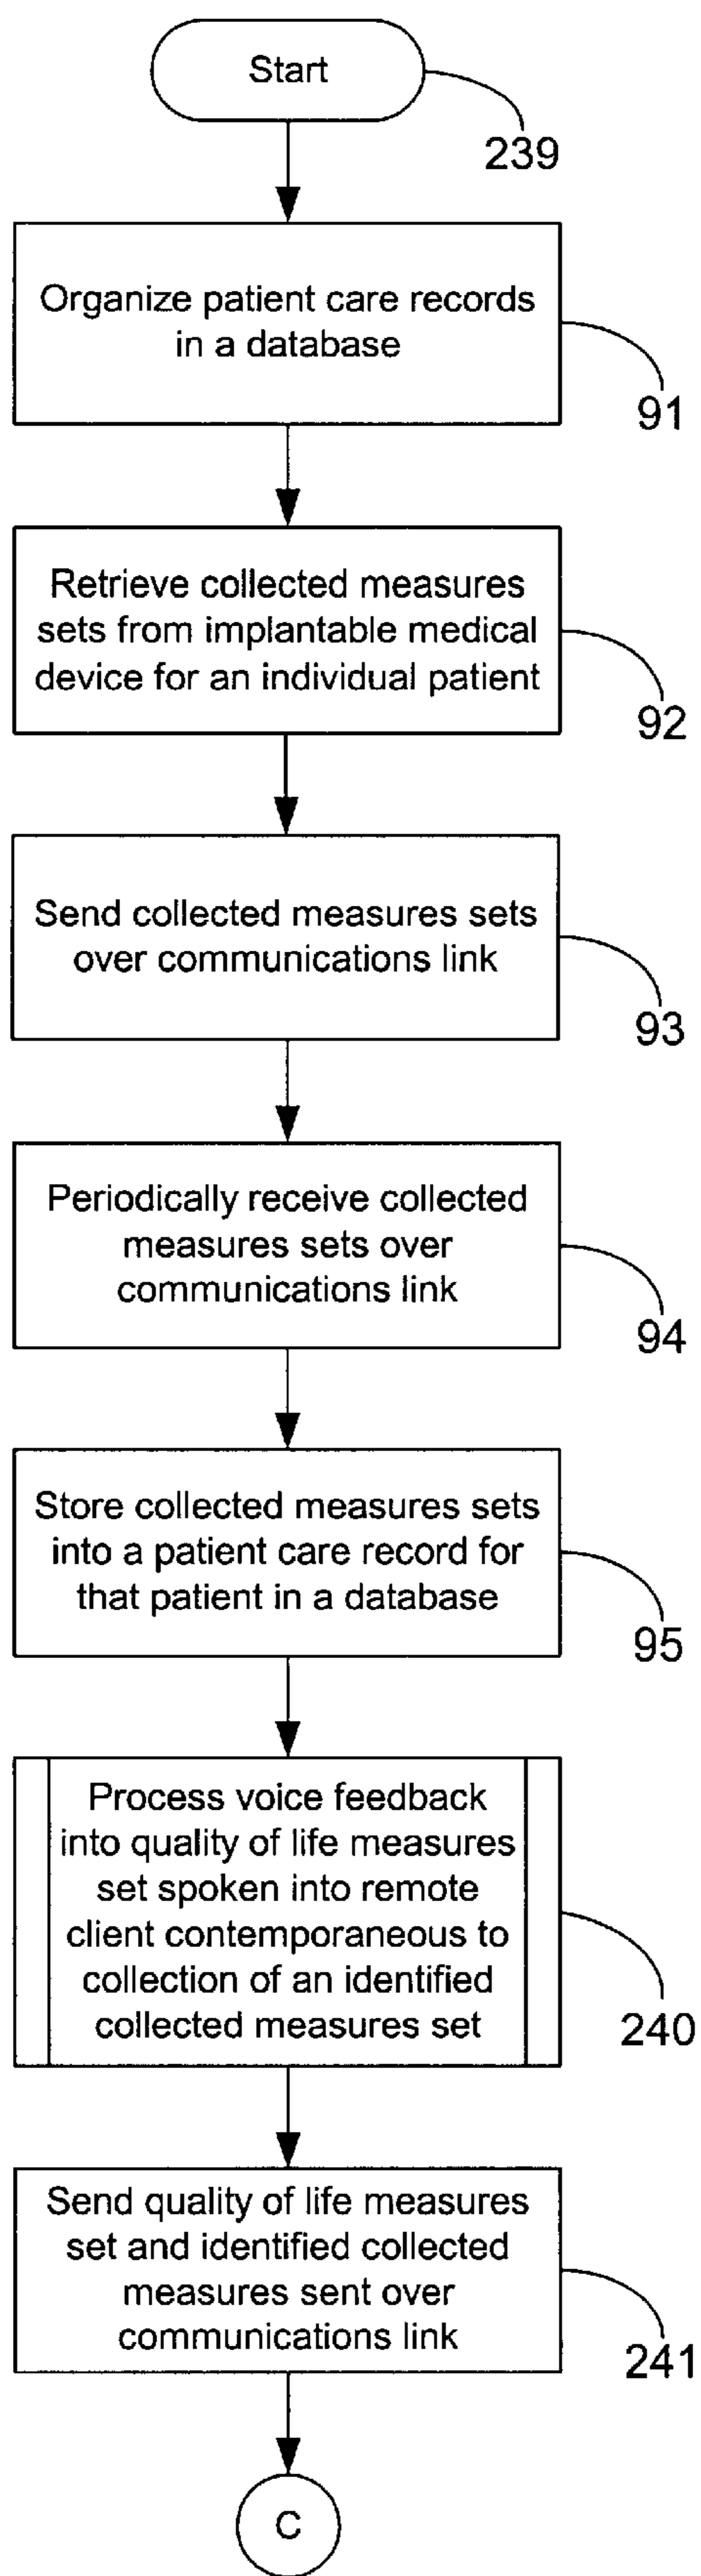 Start
239
Organize patient care records
in a database
91
Retrieve collected measures
sets from implantable medical
device for an individual patient
92
Send collected measures sets
over communications link
93
Periodically receive collected
measures sets over
communications link
94
Store collected measures sets
into a patient care record for
that patient in a database
95
Process voice feedback
into quality of life measures
set spoken into remote
client contemporaneous to
collection of an identified
collected measures set
240
Send quality of life measures
set and identified collected
measures sent over
communications link
241
C